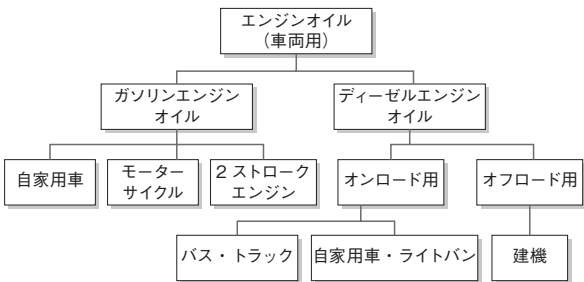 エンジンオイル
（車両用）
ガソリンエンジン
オイル
ディーゼルエンジン
オイル
自家用車
モーター
サイクル
2 ストローク
エンジン
オンロード用
オフロード用
バス・トラック
自家用車・ライトバン
建機